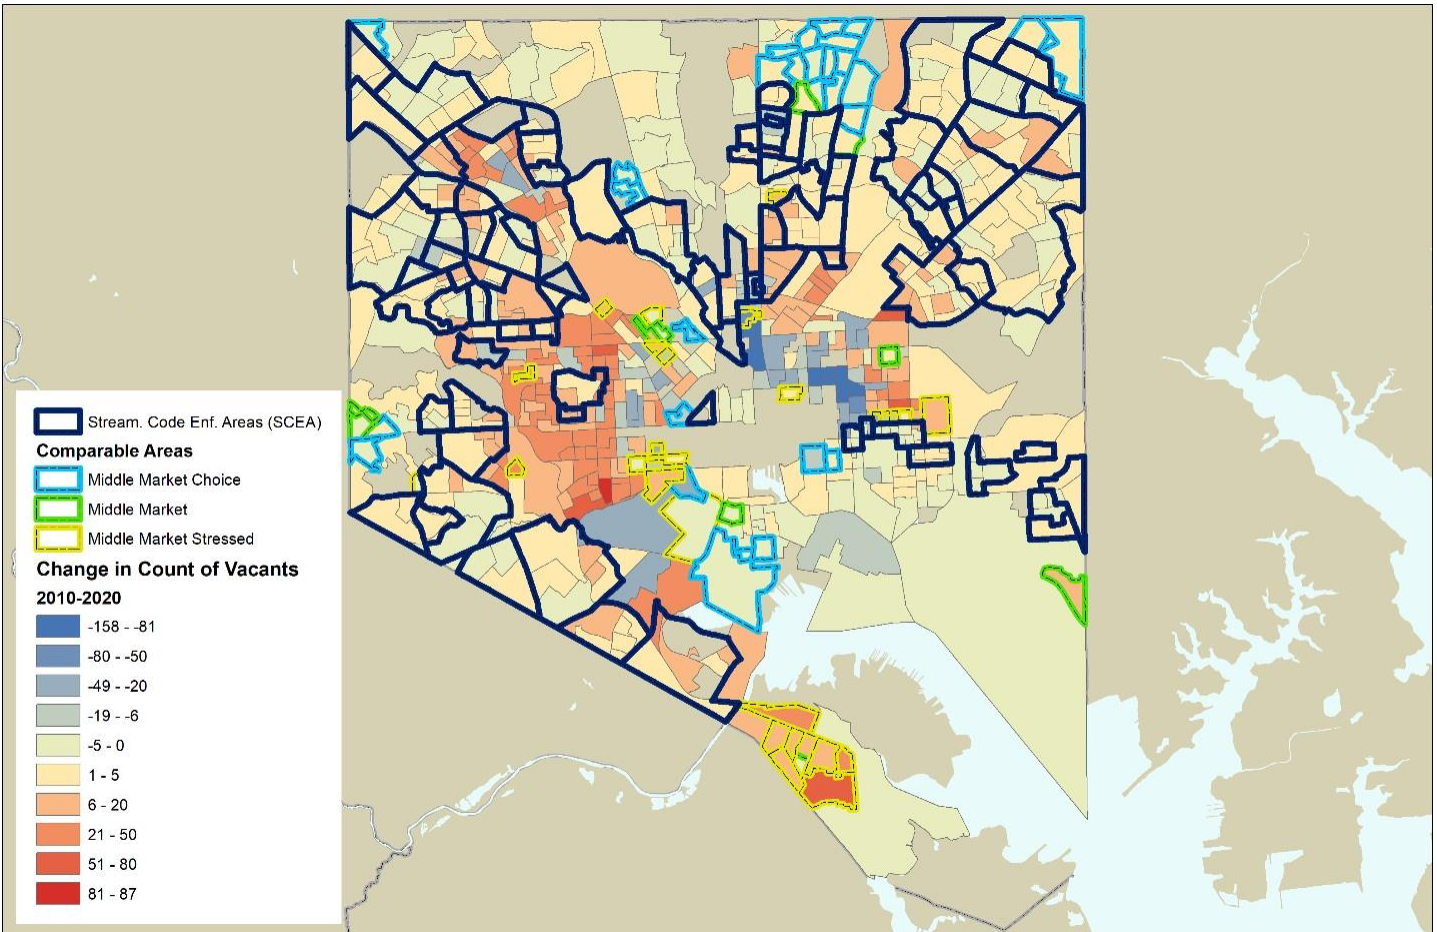 Stream. Code Enf. Areas (SCEA)
Comparable Areas
Middle Market Choice
Middle Market
Middle Market Stressed
Change in Count of Vacants
2010-2020
-158 - -81
-80 - -50
-49 - -20
-19 - -6
-5 - 0
1 - 5
6 - 20
21 - 50
51 - 80
81 - 87